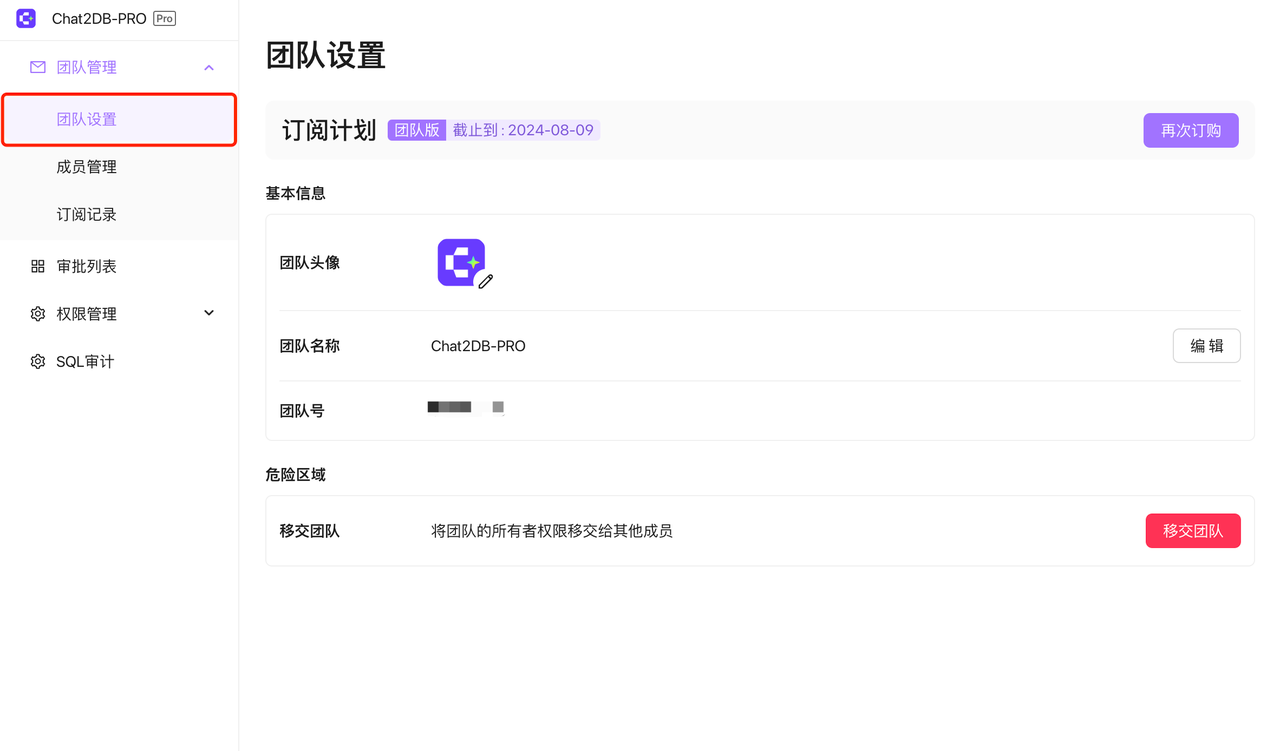 Chat2DB-PRO Pro
团队管理
团队设置
成员管理
订阅记录
审批列表
权限管理
SQL审计
团队设置
订阅计划 团队版 截止到 : 2024-08-09 再次订购
基本信息
团队头像
团队名称 Chat2DB-PRO 编 辑
团队号
危险区域
移交团队 将团队的所有者权限移交给其他成员 移交团队